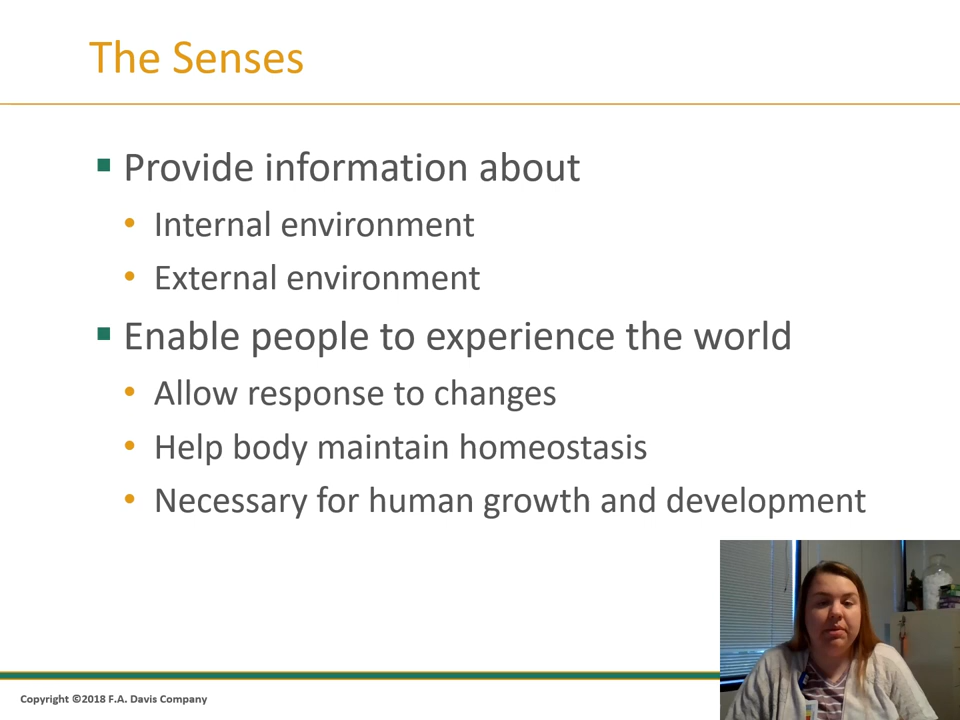 The Senses
Provide information about
Internal environment
External environment
Enable people to experience the world
Allow response to changes
Help body maintain homeostasis
Necessary for human growth and development
Copyright ©2018 F.A. Davis Company